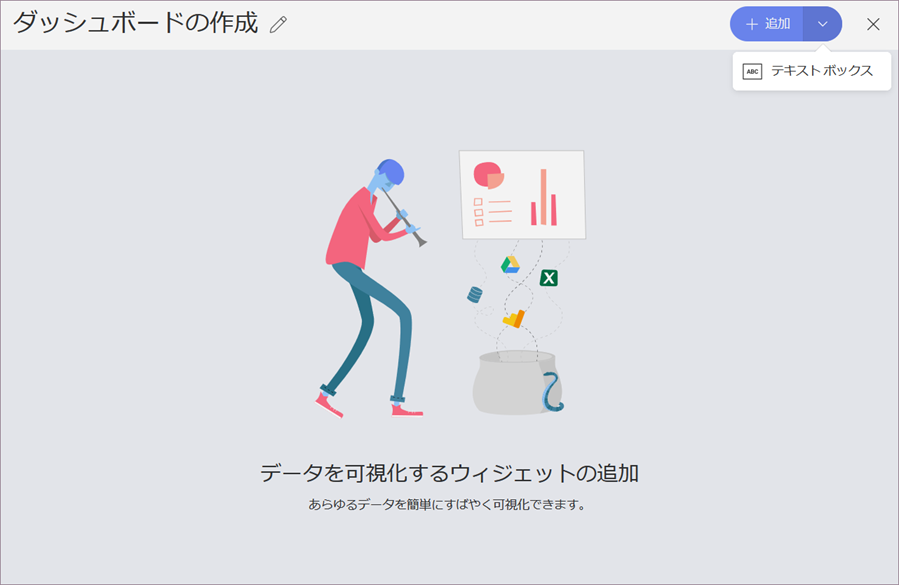 ダッシュボードの作成
追加
ABC テキスト ボックス
X
データを可視化するウィジェットの追加
あらゆるデータを簡単にすばやく可視化できます。